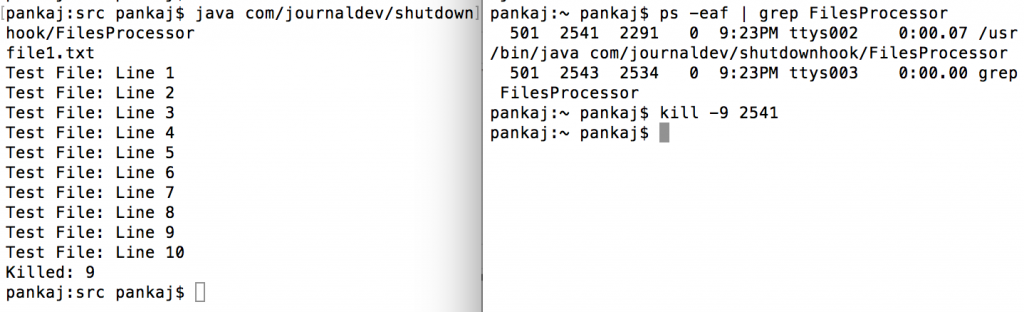 [pankaj:src pankaj$ java com/journaldev/shutdown]
hook/FilesProcessor
file1.txt
Test File: Line 1
Test File: Line 2
Test File: Line 3
Test File: Line 4
Test File: Line 5
Test File: Line 6
Test File: Line 7
Test File: Line 8
Test File: Line 9
Test File: Line 10
Killed: 9
pankaj:src pankaj$
pankaj:~ pankaj$ ps -eaf | grep FilesProcessor
501 2541 2291 0 9:23PM ttys002 0:00.07 /usr
/bin/java com/journaldev/shutdownhook/FilesProcessor
501 2543 2534 0 9:23PM ttys003 0:00.00 grep
FilesProcessor
pankaj:~ pankaj$ kill -9 2541
pankaj:~ pankaj$